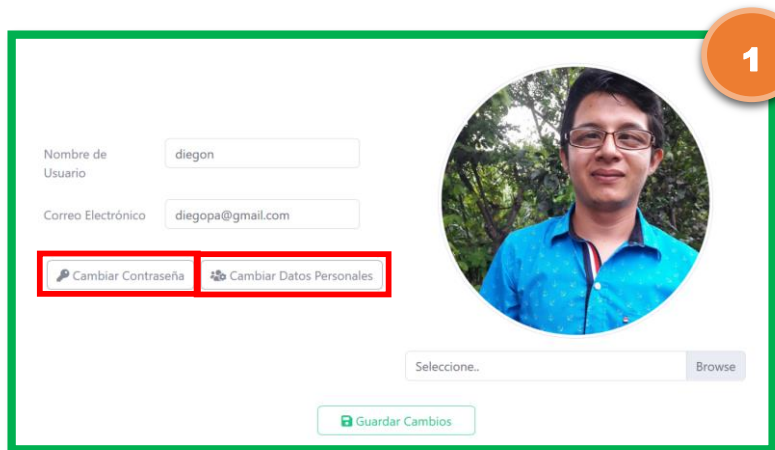 1
Nombre de
Usuario
diegon
Correo Electrónico
diegopa@gmail.com
Cambiar Contraseña
Cambiar Datos Personales
Seleccione..
Browse
Guardar Cambios